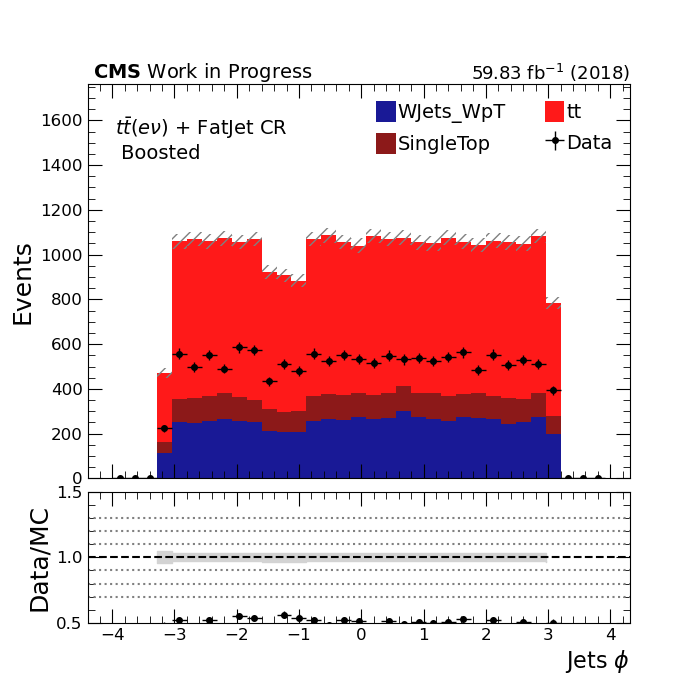 CMS Work in Progress 59.83 fb⁻¹ (2018)
tt̄(eν) + FatJet CR
Boosted
WJets_WpT tt
SingleTop Data
Events
1600
1400
1200
1000
800
600
400
200
0
Data/MC
1.5
1.0
0.5
−4 −3 −2 −1 0 1 2 3 4
Jets ϕ